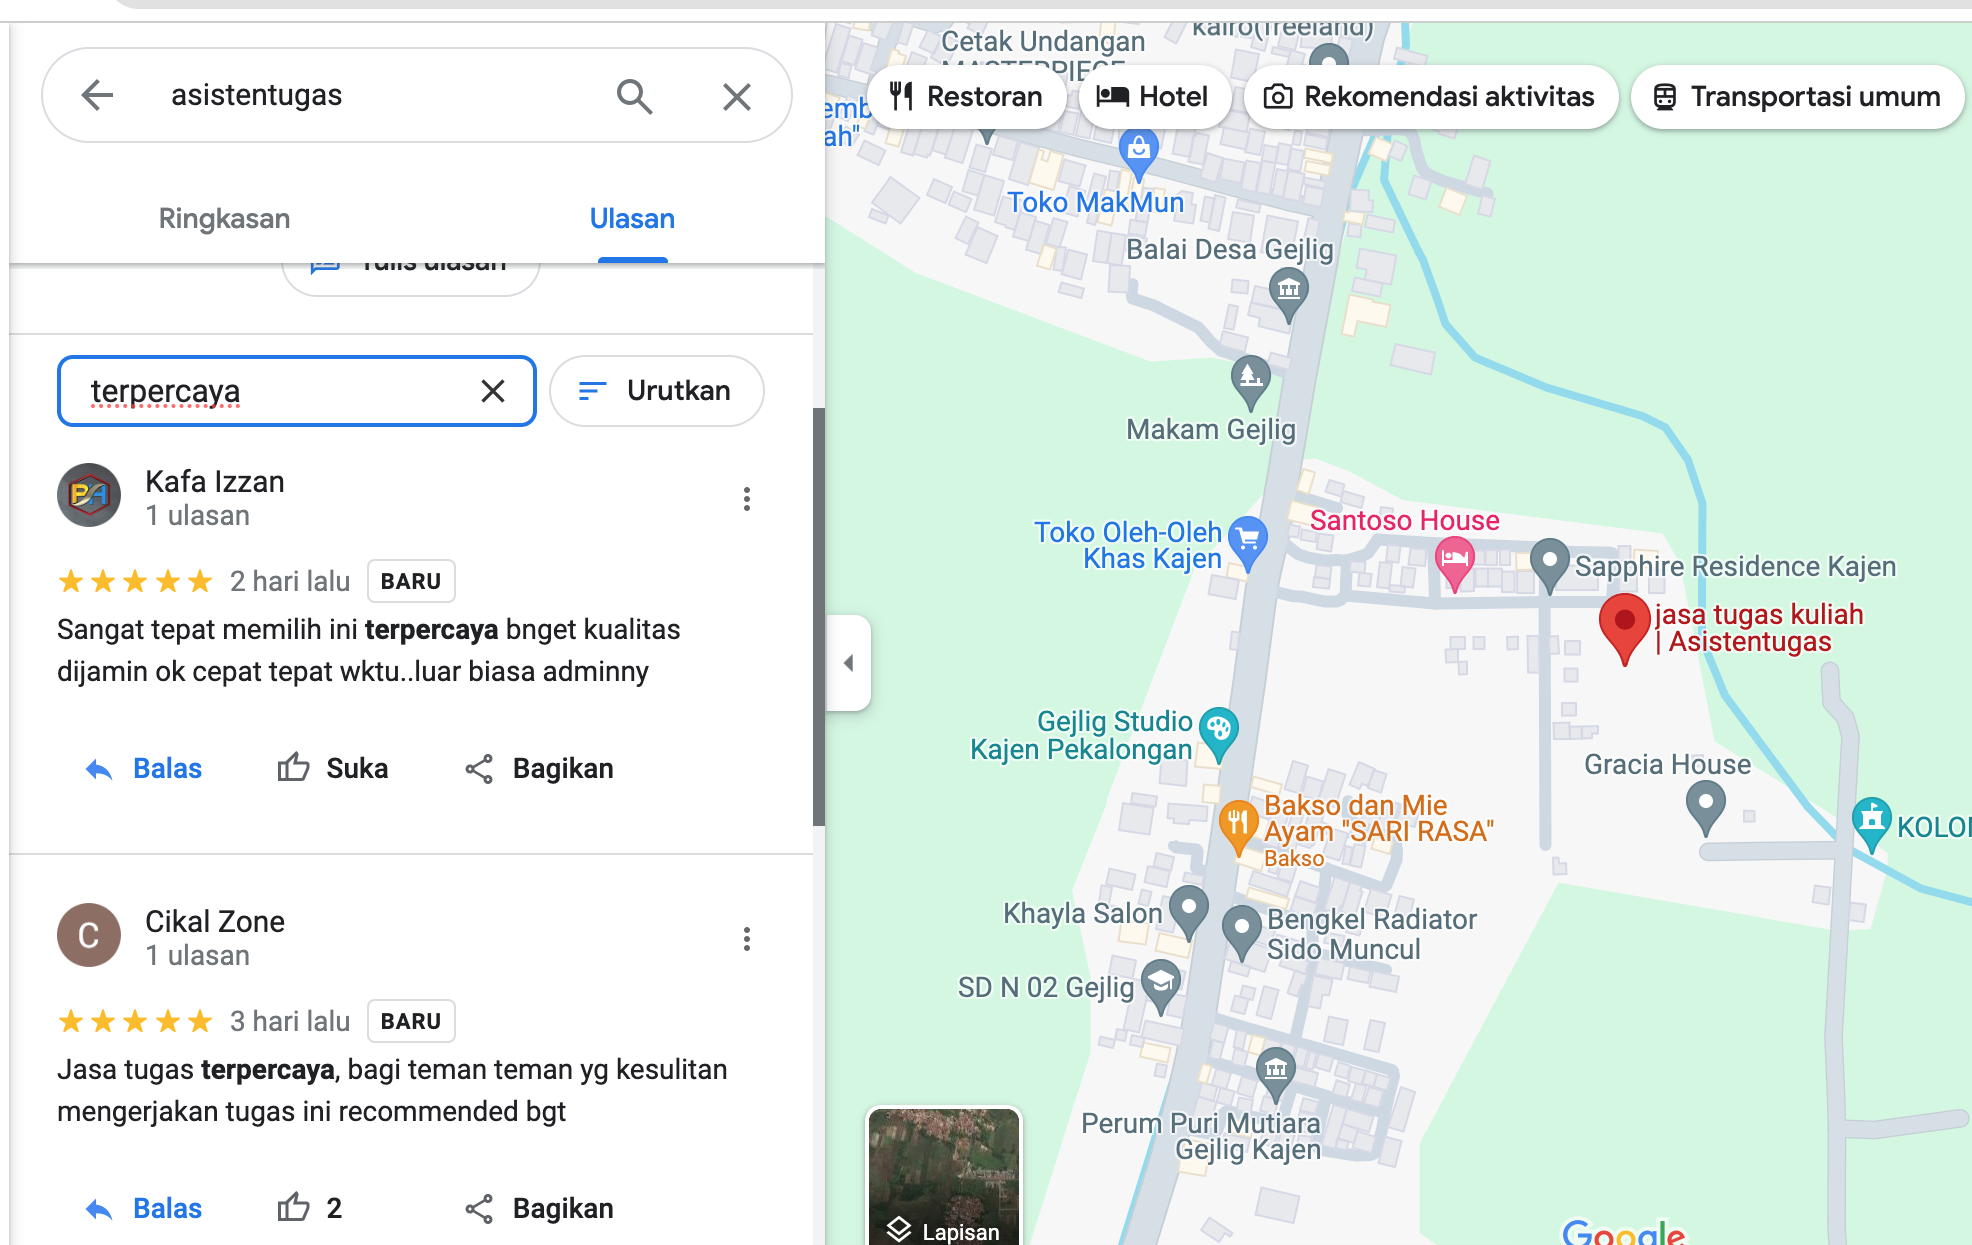 asistentugas
Ringkasan
Ulasan
Tulis ulasan
terpercaya
Urutkan
Kafa Izzan
1 ulasan
2 hari lalu
BARU
Sangat tepat memilih ini terpercaya bnget kualitas
dijamin ok cepat tepat wktu..luar biasa adminny
Balas
Suka
Bagikan
C
Cikal Zone
1 ulasan
3 hari lalu
BARU
Jasa tugas terpercaya, bagi teman teman yg kesulitan
mengerjakan tugas ini recommended bgt
Balas
2
Bagikan
kairo(freeland)
Cetak Undangan
MASTERPIECE
Restoran
Hotel
Rekomendasi aktivitas
Transportasi umum
emb
ah"
Toko MakMun
Balai Desa Gejlig
Makam Gejlig
Toko Oleh-Oleh
Khas Kajen
Santoso House
Sapphire Residence Kajen
jasa tugas kuliah
| Asistentugas
Gejlig Studio
Kajen Pekalongan
Gracia House
Bakso dan Mie
Ayam "SARI RASA"
Bakso
KOLO
Khayla Salon
Bengkel Radiator
Sido Muncul
SD N 02 Gejlig
Perum Puri Mutiara
Gejlig Kajen
Lapisan
Google